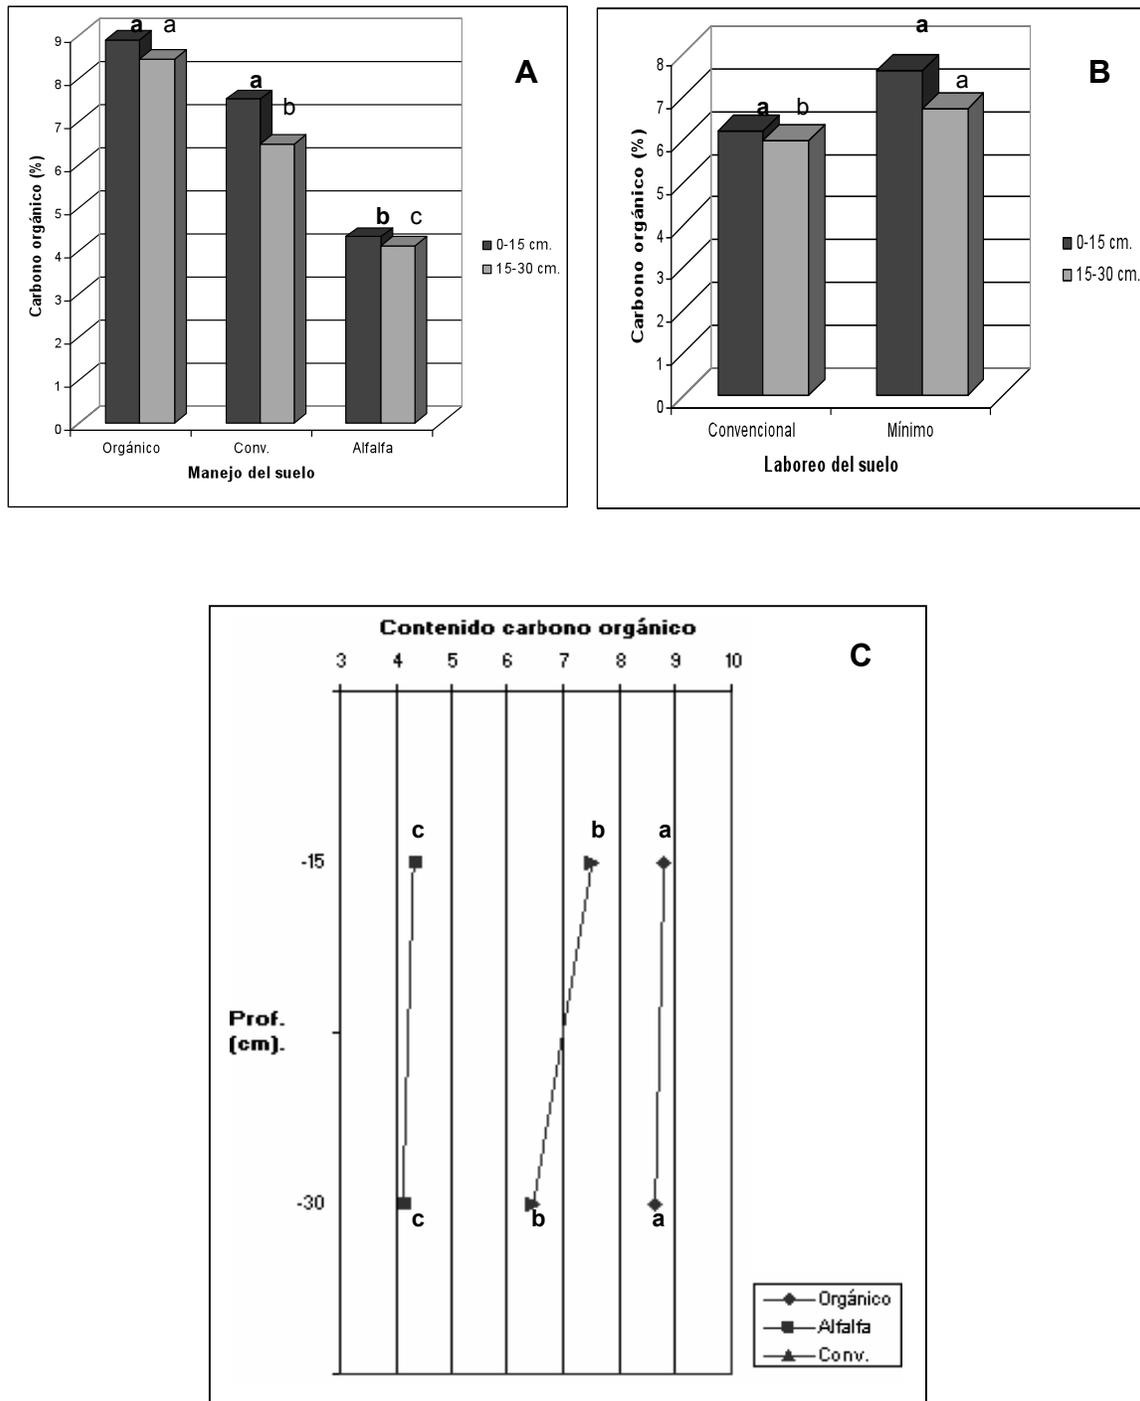 A
a a
a
b
b c
9
8
7
6
5
4
3
2
1
0
Carbono orgánico (%)
Orgánico Conv. Alfalfa
Manejo del suelo
0-15 cm.
15-30 cm.
B
a
a
a b
8
7
6
5
4
3
2
1
0
Carbono orgánico (%)
Convencional Mínimo
Laboreo del suelo
0-15 cm.
15-30 cm.
Contenido carbono orgánico
C
3 4 5 6 7 8 9 10
c b a
-15
Prof.
(cm).
-30
c b a
Orgánico
Alfalfa
Conv.